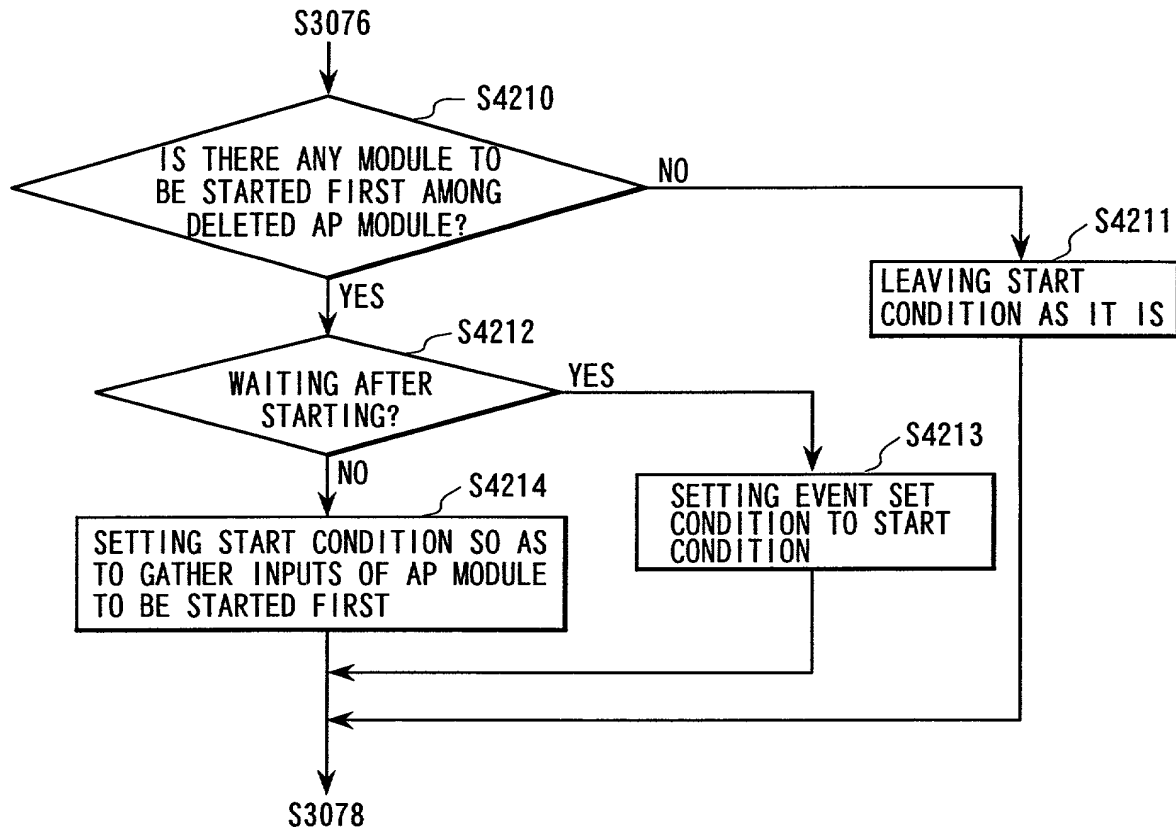 S3076
S4210
IS THERE ANY MODULE TO
BE STARTED FIRST AMONG
DELETED AP MODULE?
NO
S4211
LEAVING START
CONDITION AS IT IS
YES
S4212
WAITING AFTER
STARTING?
YES
S4213
SETTING EVENT SET
CONDITION TO START
CONDITION
NO
S4214
SETTING START CONDITION SO AS
TO GATHER INPUTS OF AP MODULE
TO BE STARTED FIRST
S3078